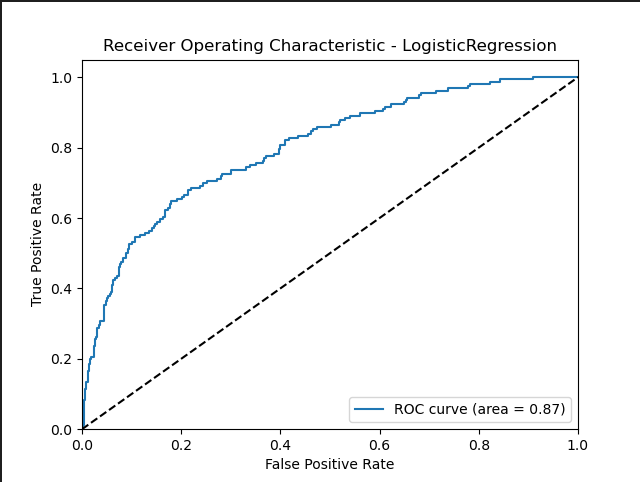 Receiver Operating Characteristic - LogisticRegression
True Positive Rate
1.0
0.8
0.6
0.4
0.2
0.0
ROC curve (area = 0.87)
0.0 0.2 0.4 0.6 0.8 1.0
False Positive Rate